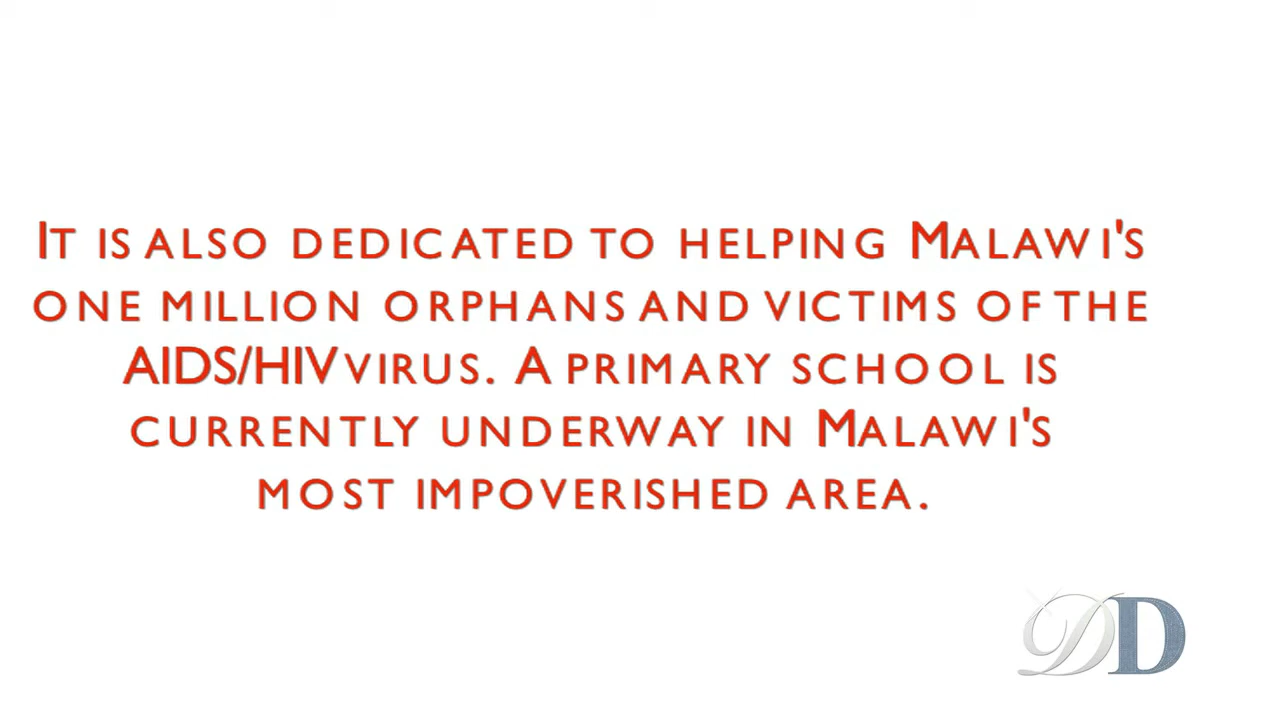 It is also dedicated to helping Malawi's
one million orphans and victims of the
AIDS/HIV virus. A primary school is
currently underway in Malawi's
most impoverished area.
DD